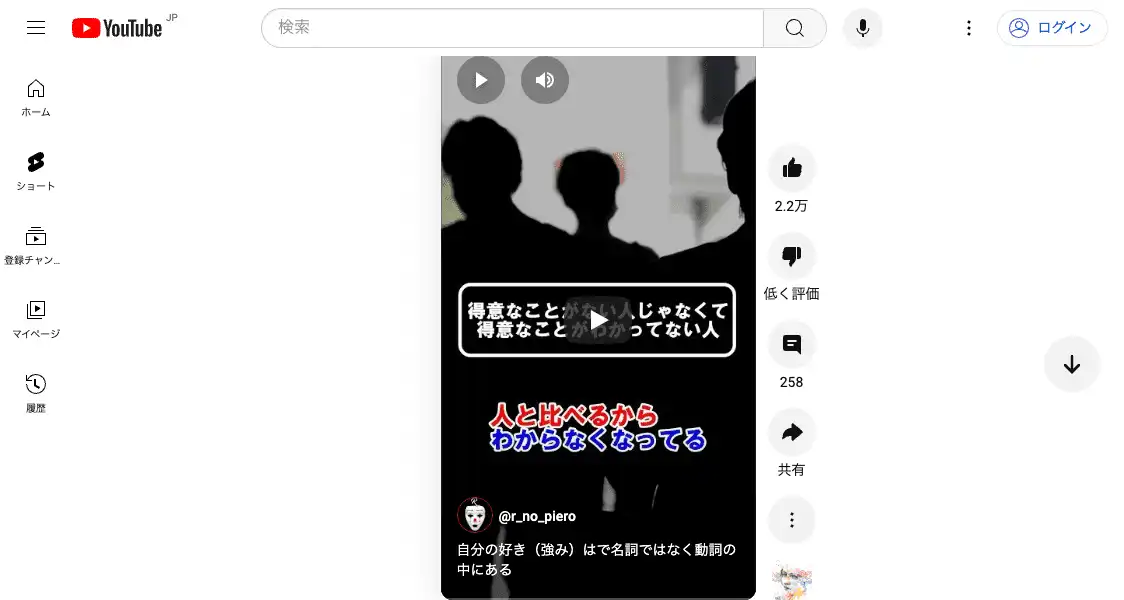 YouTube JP
検索
ログイン
ホーム
ショート
登録チャン...
マイページ
履歴
得意なことがない人じゃなくて
得意なことがわかってない人
人と比べるから
わからなくなってる
@r_no_piero
自分の好き（強み）はで名詞ではなく動詞の
中にある
2.2万
低く評価
258
共有